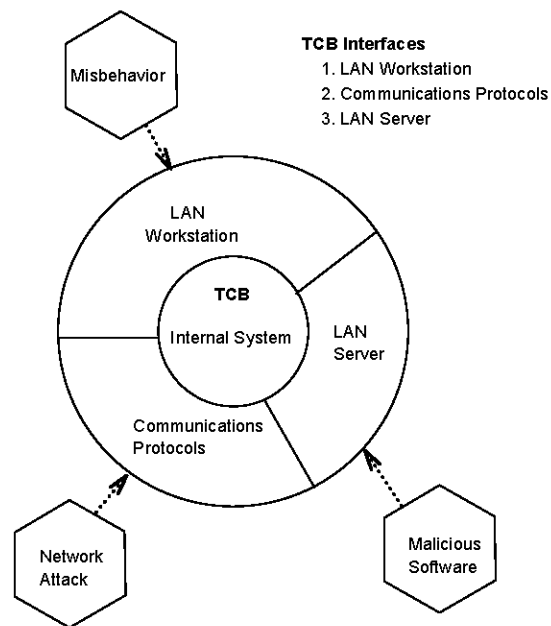 Misbehavior
TCB Interfaces
1. LAN Workstation
2. Communications Protocols
3. LAN Server
LAN
Workstation
TCB
Internal System
LAN
Server
Communications
Protocols
Network
Attack
Malicious
Software